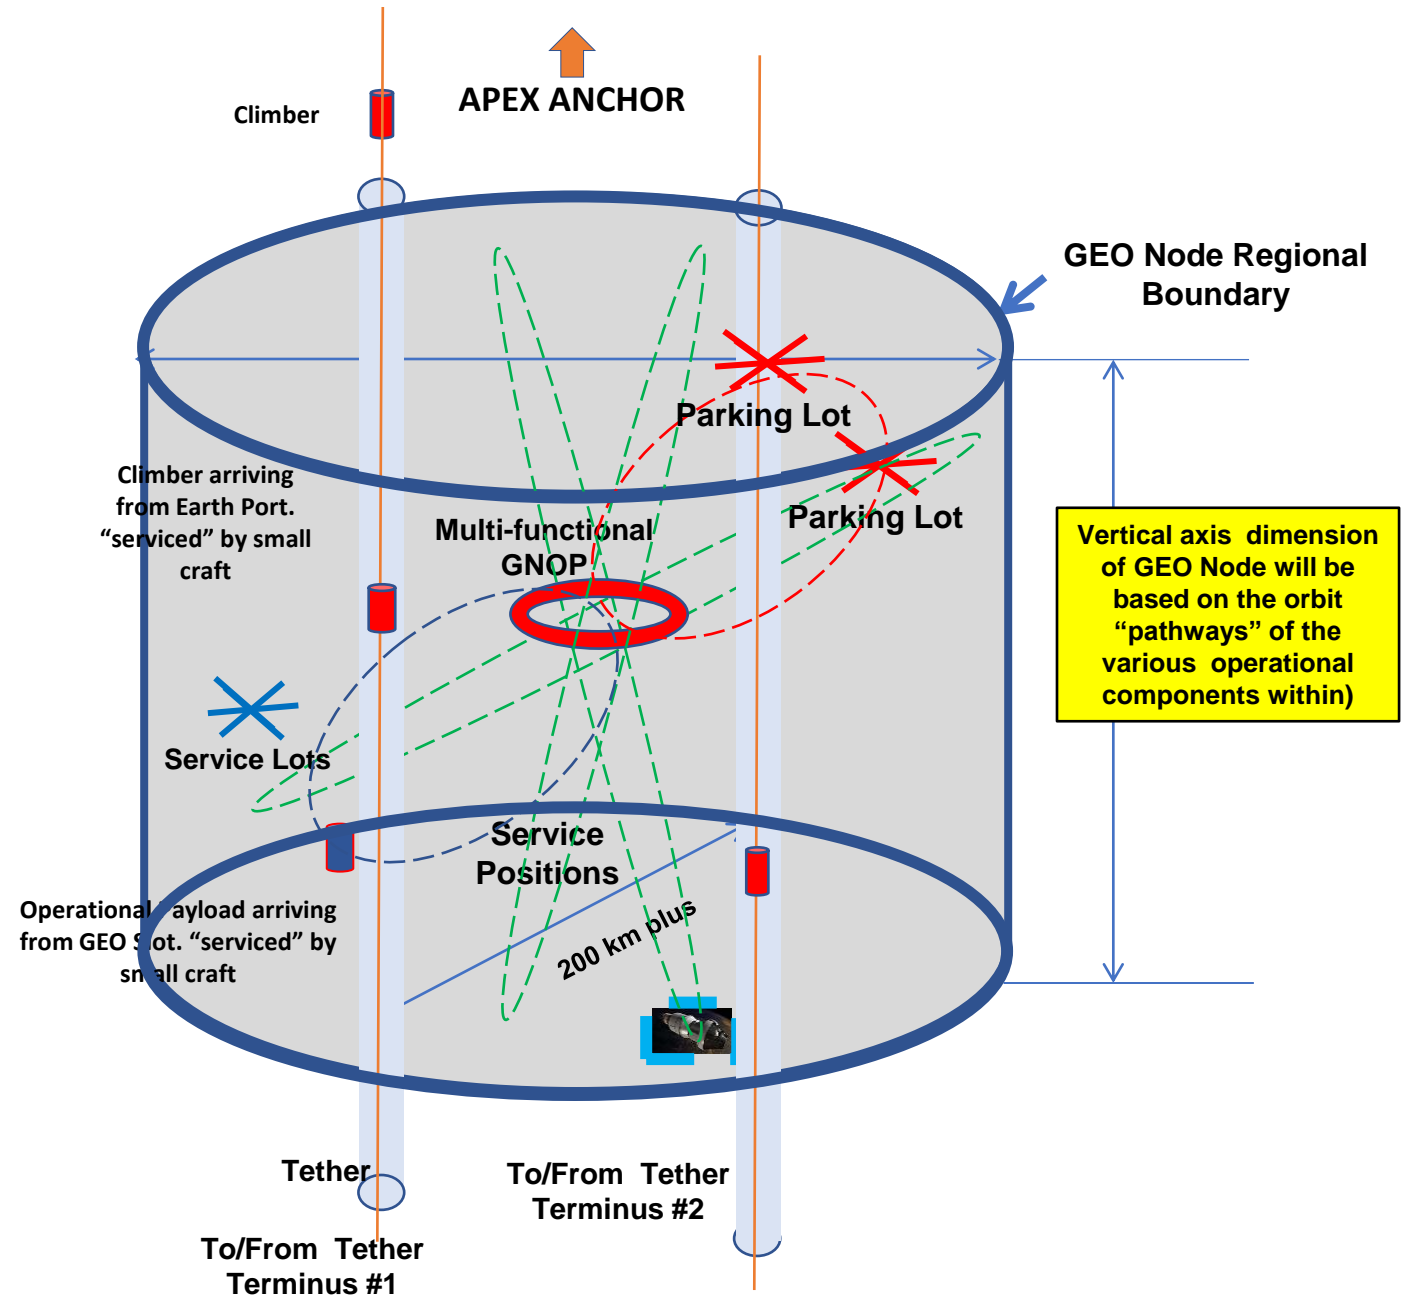 APEX ANCHOR
Climber
GEO Node Regional
Boundary
Parking Lot
Climber arriving
from Earth Port.
“serviced” by small
craft
Multi-functional
GNOP
Parking Lot
Vertical axis dimension
of GEO Node will be
based on the orbit
“pathways” of the
various operational
components within)
Service Lots
Service
Positions
Operational Payload arriving
from GEO Slot. “serviced” by
small craft
200 km plus
Tether
To/From Tether
Terminus #2
To/From Tether
Terminus #1